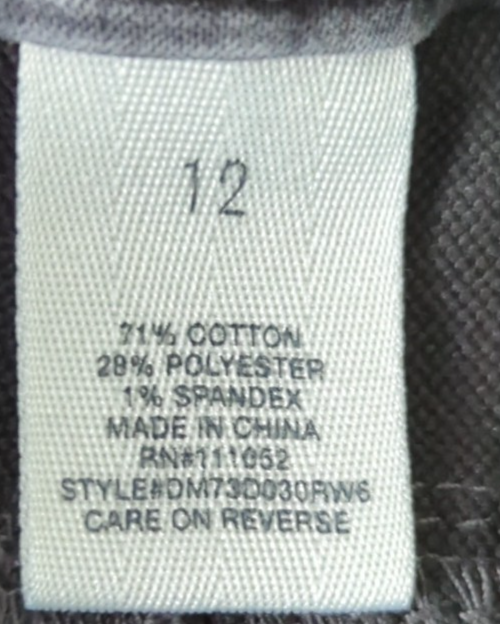 12
71% COTTON
28% POLYESTER
1% SPANDEX
MADE IN CHINA
RN#111052
STYLE#DM73D030RW6
CARE ON REVERSE